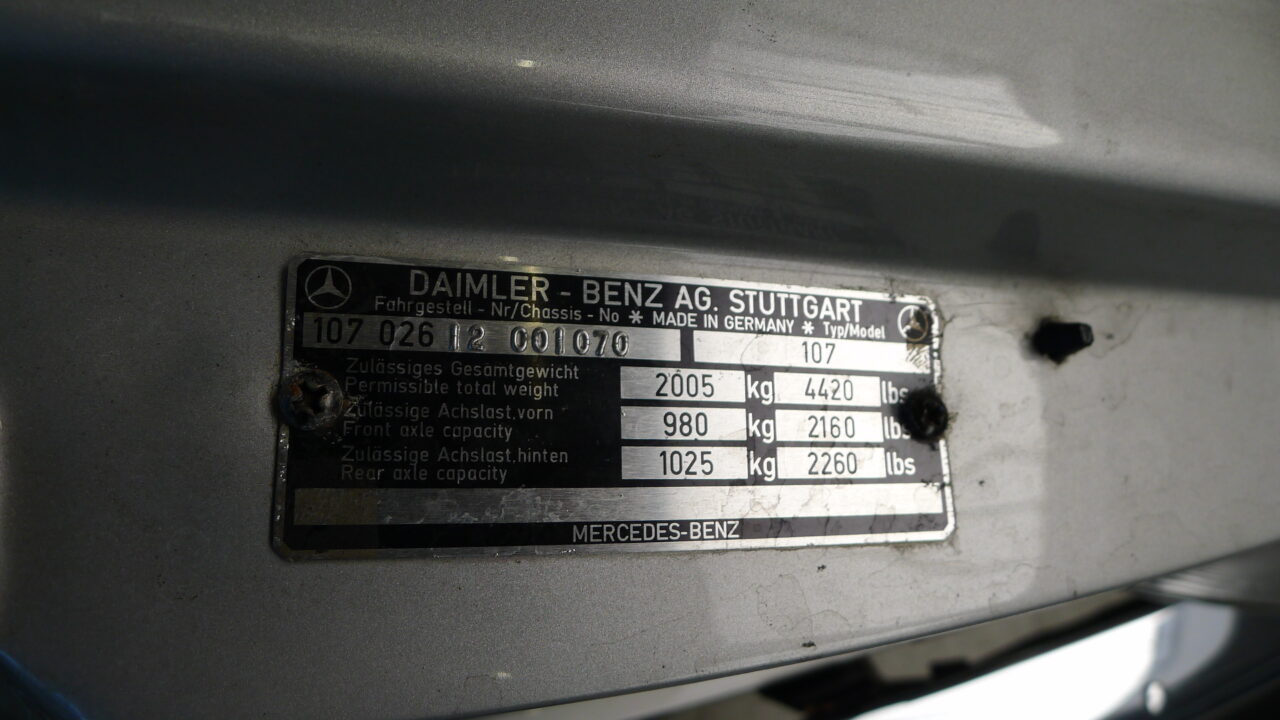 DAIMLER - BENZ AG. STUTTGART
Fahrgestell - Nr/Chassis - No * MADE IN GERMANY * Typ/Model
107 026 12 001070 107
Zulässiges Gesamtgewicht
Permissible total weight 2005 kg 4420 lbs
Zulässige Achslast.vorn
Front axle capacity 980 kg 2160 lbs
Zulässige Achslast.hinten
Rear axle capacity 1025 kg 2260 lbs
MERCEDES-BENZ